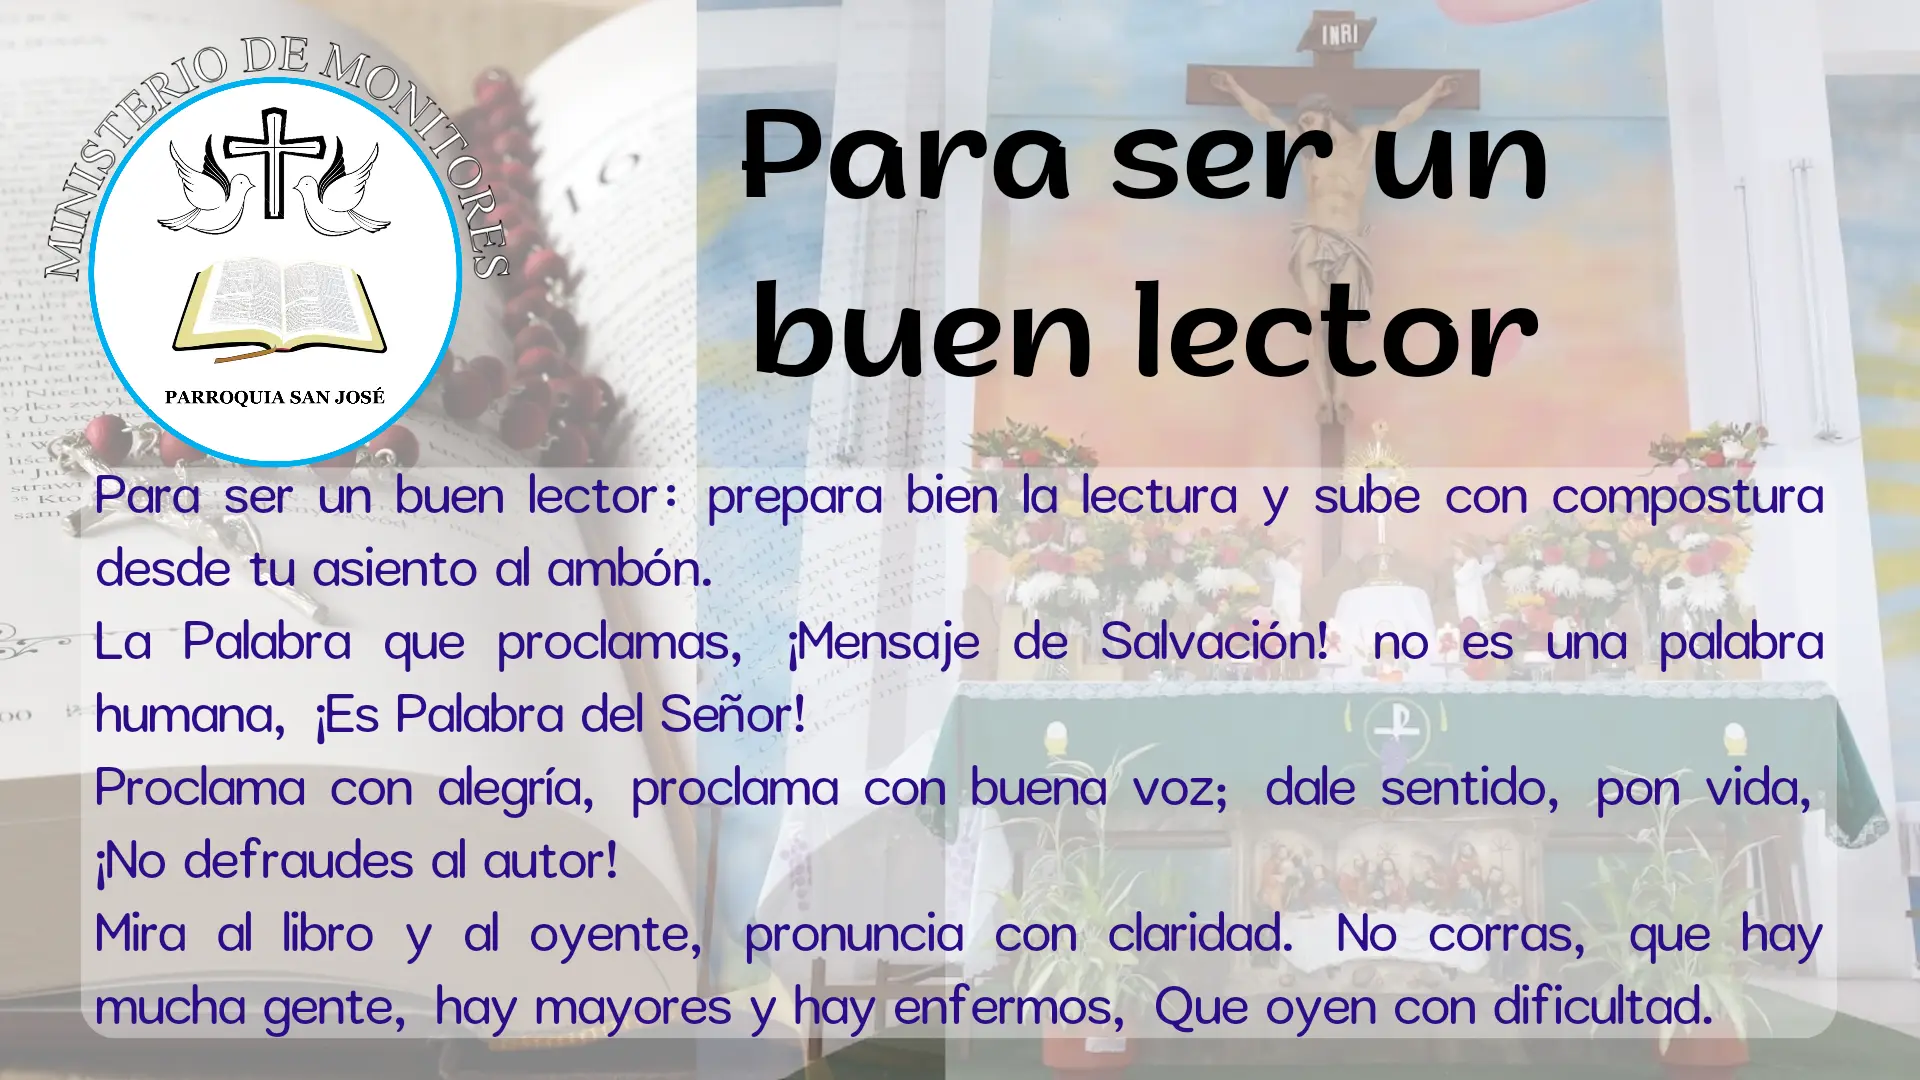 MINISTERIO DE MONITORES
PARROQUIA SAN JOSÉ
INRI
Para ser un
buen lector
Para ser un buen lector: prepara bien la lectura y sube con compostura
desde tu asiento al ambón.
La Palabra que proclamas, ¡Mensaje de Salvación! no es una palabra
humana, ¡Es Palabra del Señor!
Proclama con alegría, proclama con buena voz; dale sentido, pon vida,
¡No defraudes al autor!
Mira al libro y al oyente, pronuncia con claridad. No corras, que hay
mucha gente, hay mayores y hay enfermos, Que oyen con dificultad.